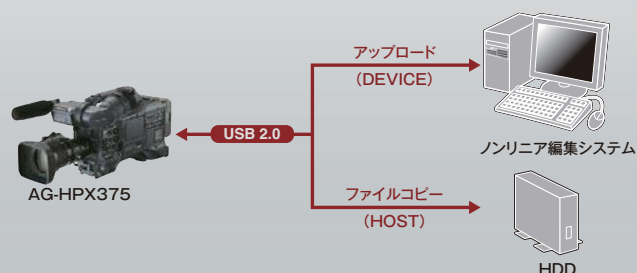 アップロード
(DEVICE)
USB 2.0
ノンリニア編集システム
AG-HPX375
ファイルコピー
(HOST)
HDD